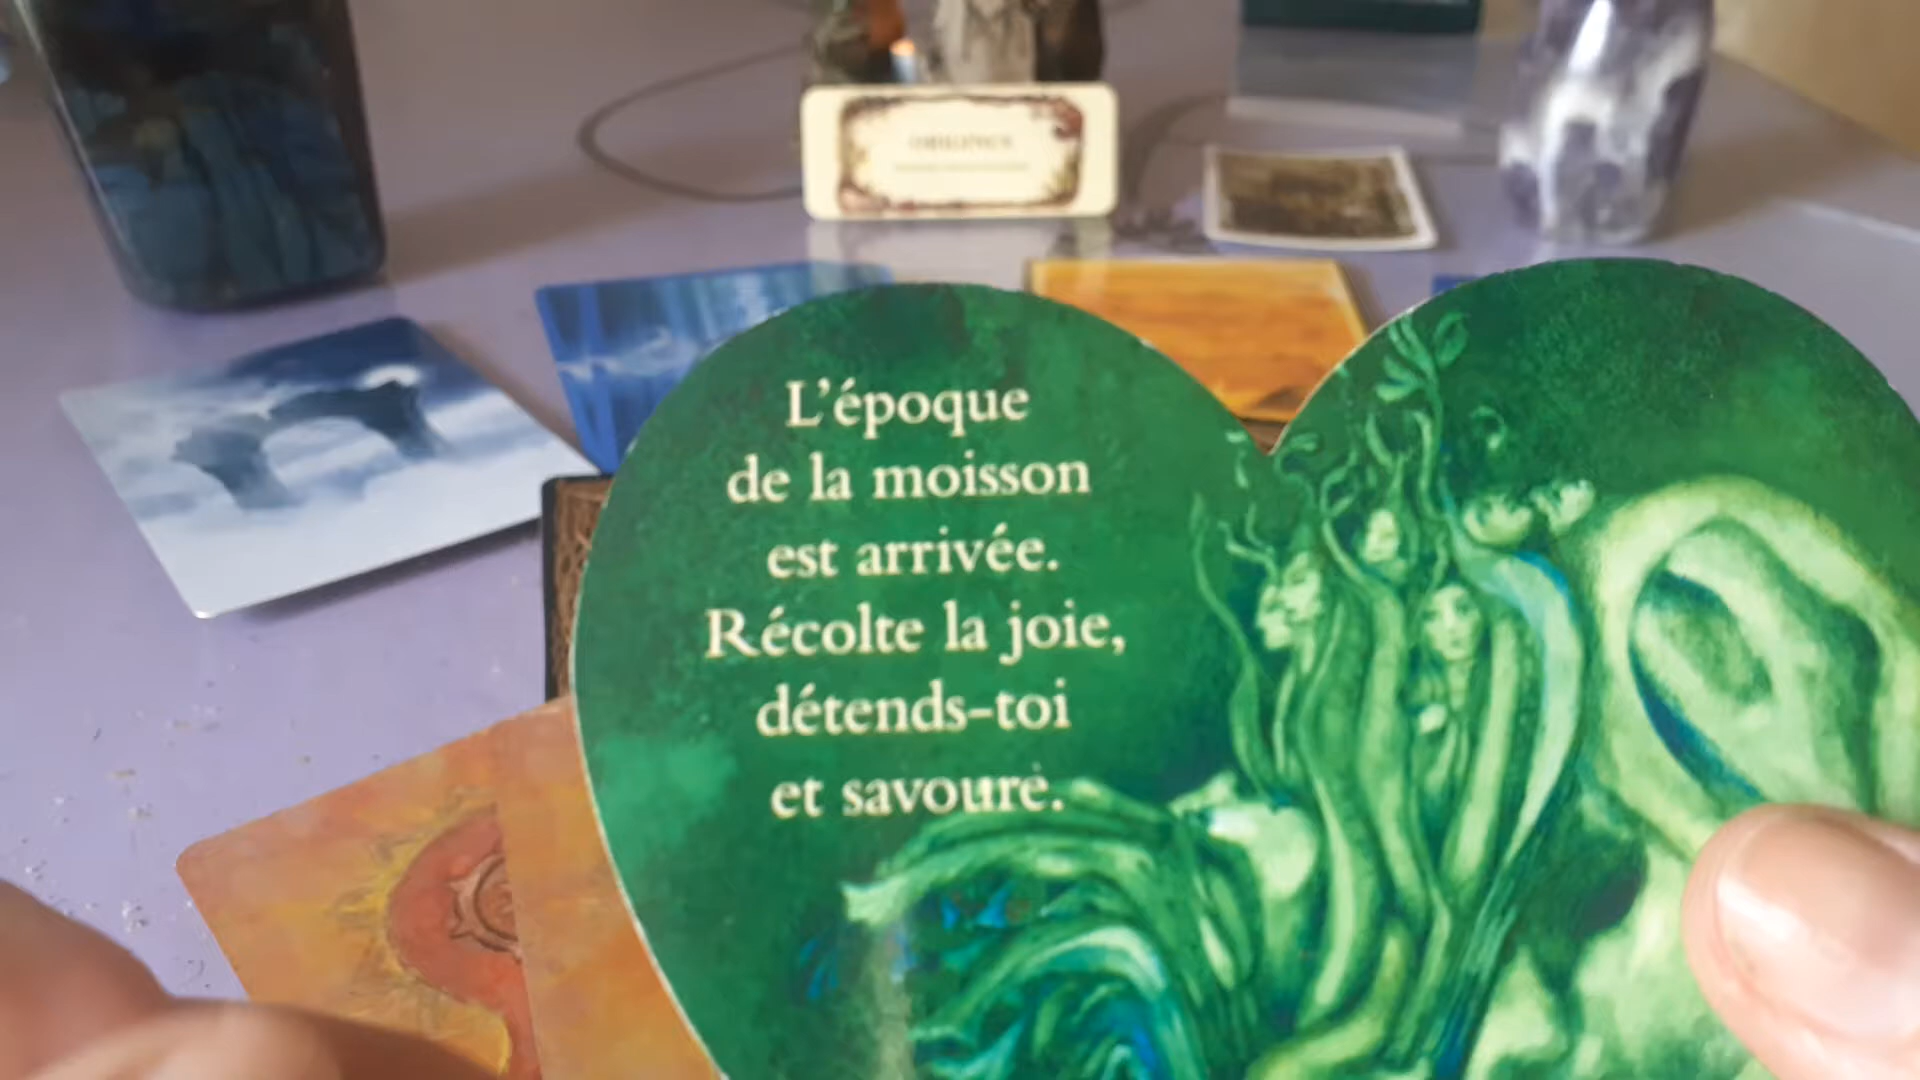 L'époque
de la moisson
est arrivée.
Récolte la joie,
détends-toi
et savoure.